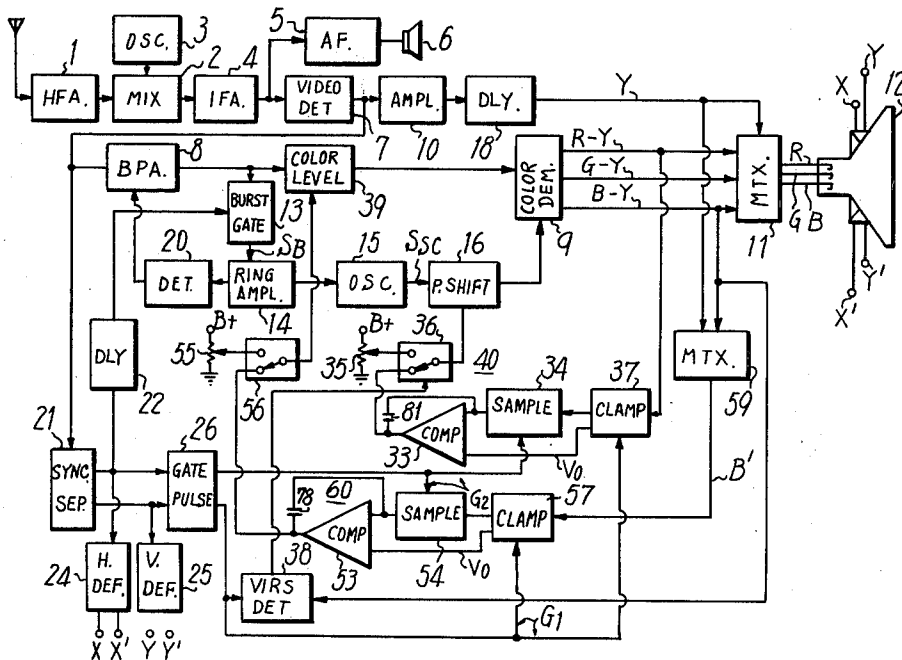 5
AF.
6
OSC.
3
1
2
4
HFA.
MIX
IFA.
VIDEO
DET
7
AMPL.
10
DLY.
18
Y
X
Y
12
8
BPA.
COLOR
LEVEL
39
COLOR
DEM.
9
R-Y
G-Y
B-Y
MTX.
11
R
G B
BURST
GATE
13
SB
20
DET.
RING
AMPL.
14
15
OSC.
SSC
16
P.SHIFT
Y'
X'
B+
55
56
B+
35
36
40
34
37
MTX.
59
DLY
22
SAMPLE
CLAMP
81
COMP
33
V0
B'
21
SYNC.
SEP.
26
GATE
PULSE
78
60
COMP
53
SAMPLE
54
G2
57
CLAMP
V0
38
VIRS
DET
24
H.
DEF.
V.
DEF.
25
G1
X X' Y Y'